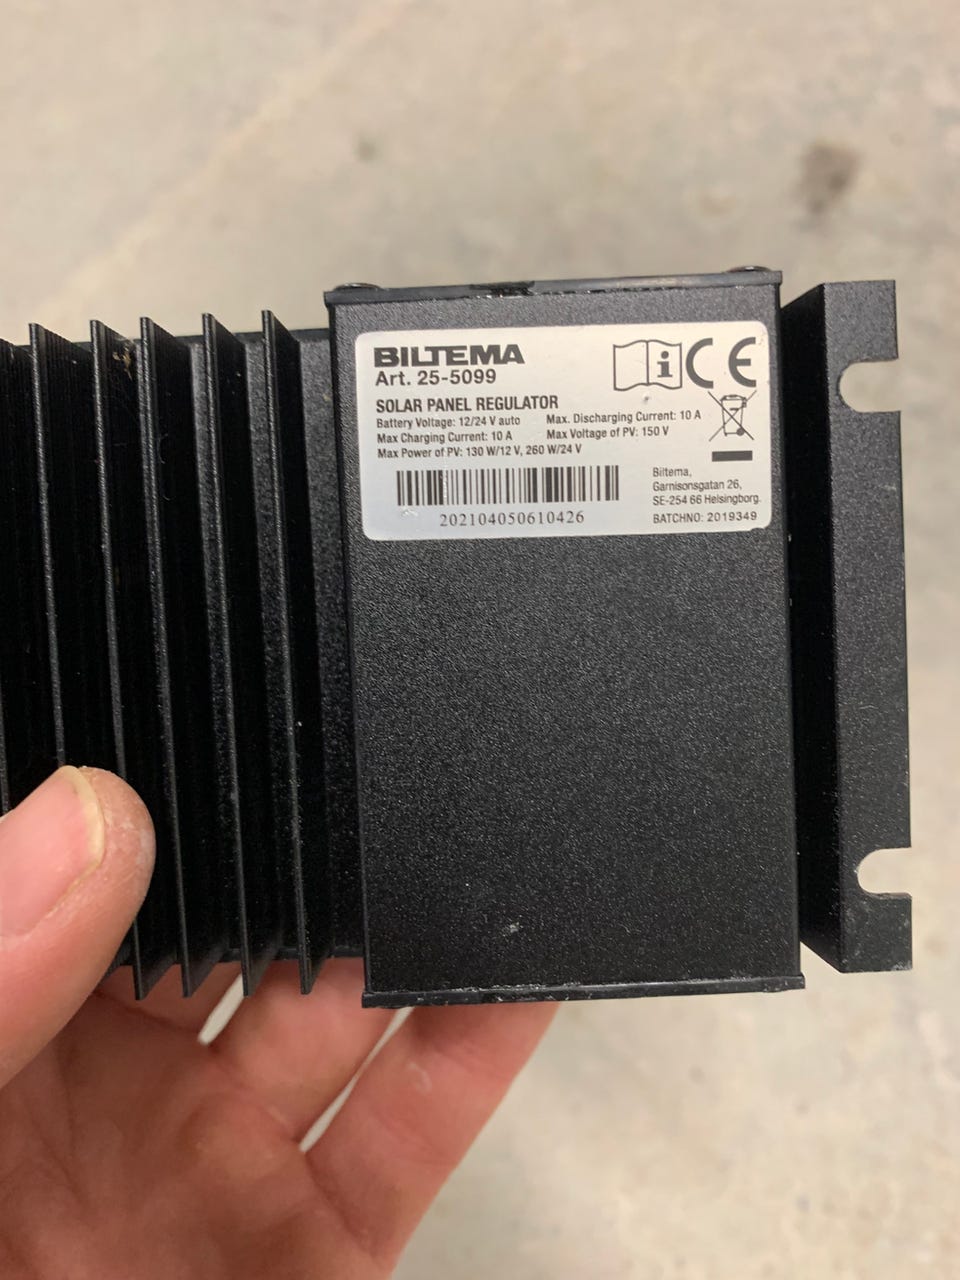 BILTEMA
Art. 25-5099
SOLAR PANEL REGULATOR
Battery Voltage: 12/24 V auto Max. Discharging Current: 10 A
Max Charging Current: 10 A Max Voltage of PV: 150 V
Max Power of PV: 130 W/12 V, 260 W/24 V
202104050610426
i CE
Biltema,
Garnisonsgatan 26,
SE-254 66 Helsingborg.
BATCHNO: 2019349